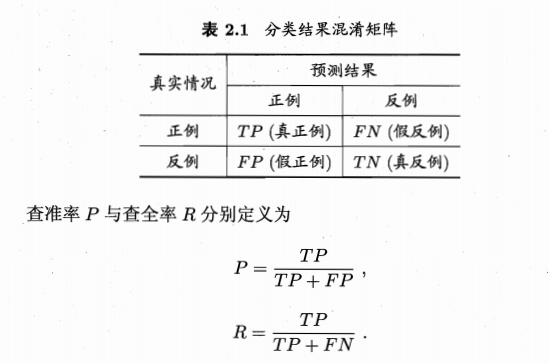 表 2.1 分类结果混淆矩阵
真实情况 预测结果
正例 反例
正例 TP (真正例) FN (假反例)
反例 FP (假正例) TN (真反例)
查准率 P 与查全率 R 分别定义为
P = TP / (TP + FP) ,
R = TP / (TP + FN) .